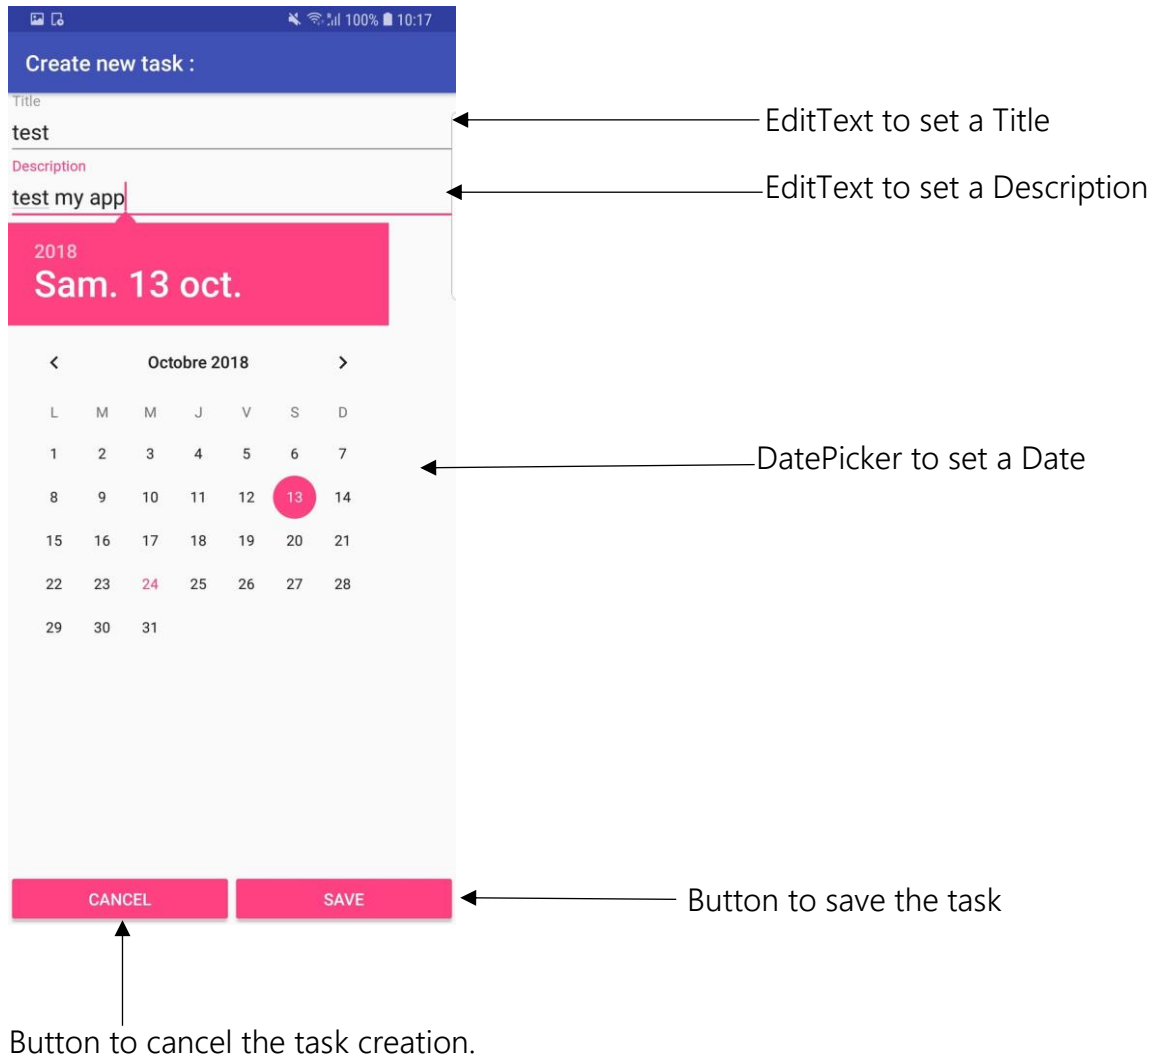 100% 10:17
Create new task :
Title
test
EditText to set a Title
Description
test my app
EditText to set a Description
2018
Sam. 13 oct.
Octobre 2018
L M M J V S D
1 2 3 4 5 6 7
DatePicker to set a Date
8 9 10 11 12 13 14
15 16 17 18 19 20 21
22 23 24 25 26 27 28
29 30 31
CANCEL SAVE
Button to save the task
Button to cancel the task creation.